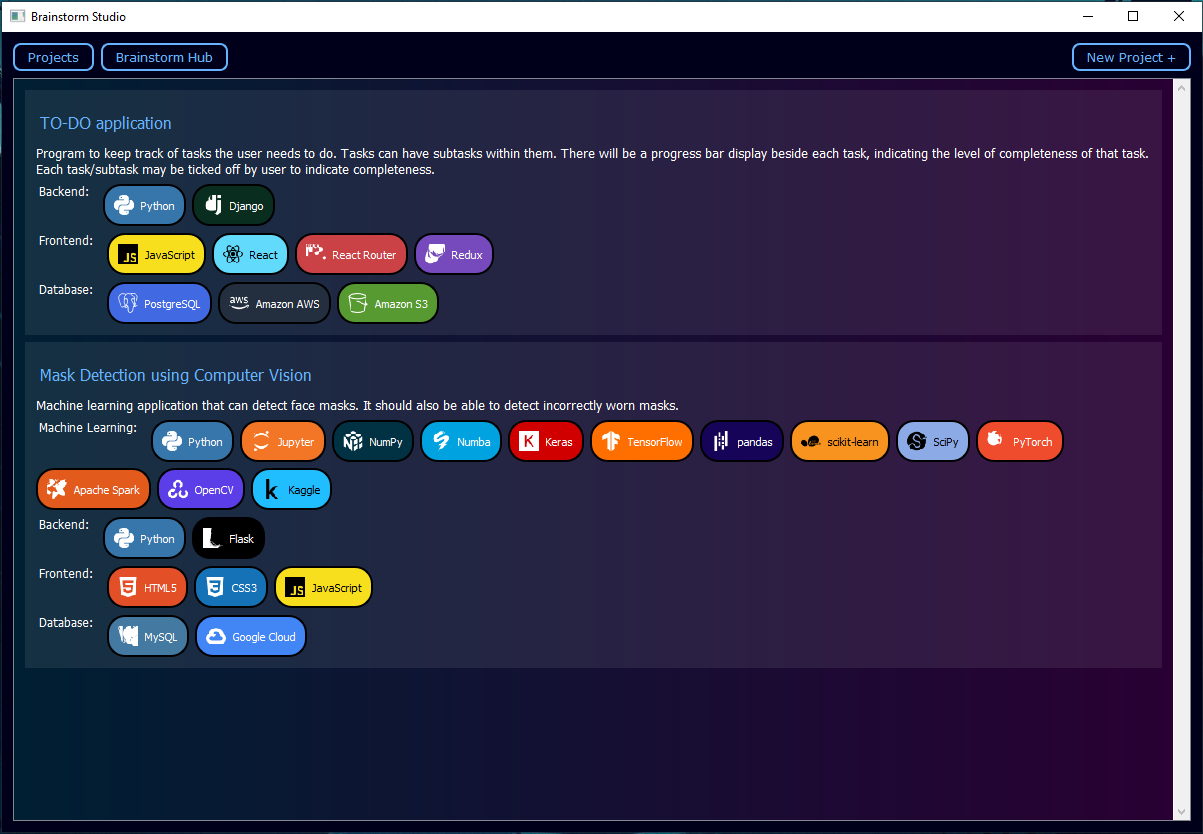 Brainstorm Studio
Projects Brainstorm Hub New Project +
TO-DO application
Program to keep track of tasks the user needs to do. Tasks can have subtasks within them. There will be a progress bar display beside each task, indicating the level of completeness of that task.
Each task/subtask may be ticked off by user to indicate completeness.
Backend: Python Django
Frontend: JS JavaScript React React Router Redux
Database: PostgreSQL aws Amazon AWS Amazon S3
Mask Detection using Computer Vision
Machine learning application that can detect face masks. It should also be able to detect incorrectly worn masks.
Machine Learning: Python Jupyter NumPy Numba K Keras TensorFlow pandas scikit-learn SciPy PyTorch
Apache Spark OpenCV k Kaggle
Backend: Python Flask
Frontend: 5 HTML5 3 CSS3 JS JavaScript
Database: MySQL Google Cloud